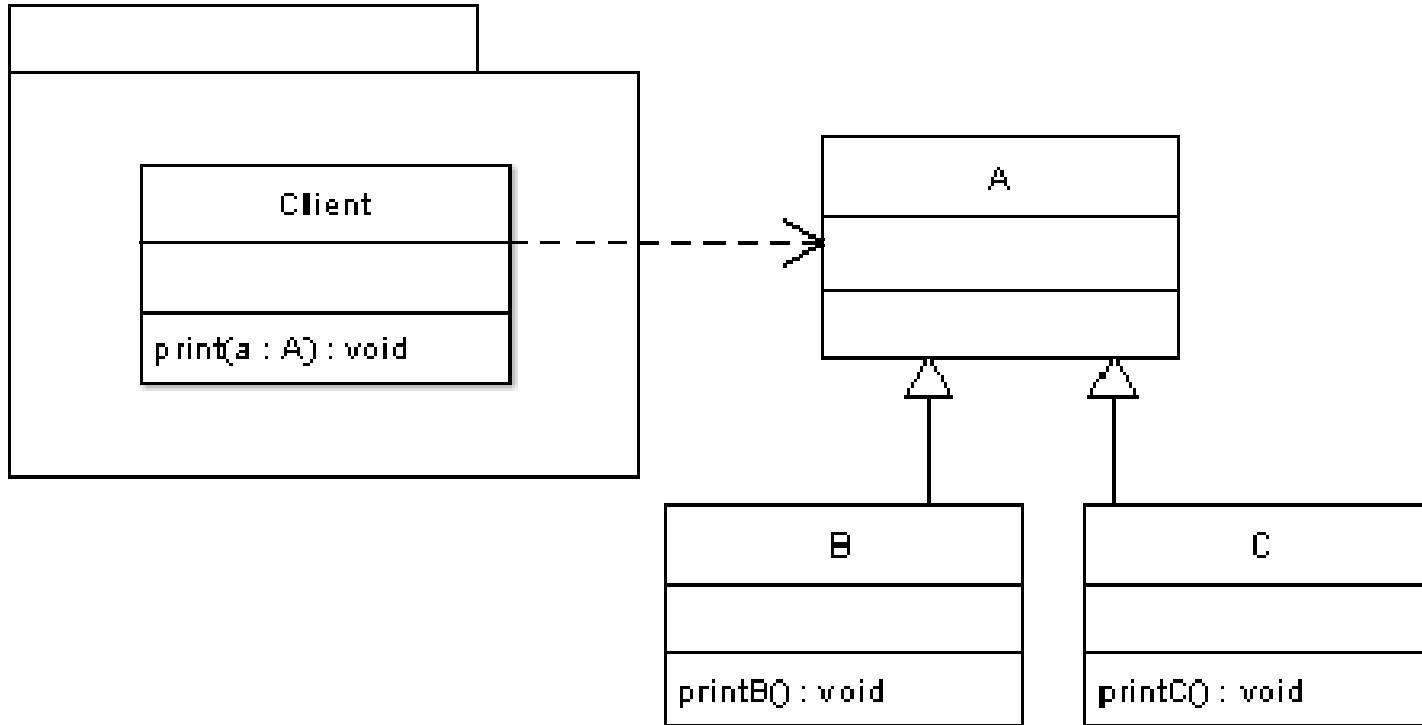 Client
print(a : A) : void
A
B
printB() : void
C
printC() : void